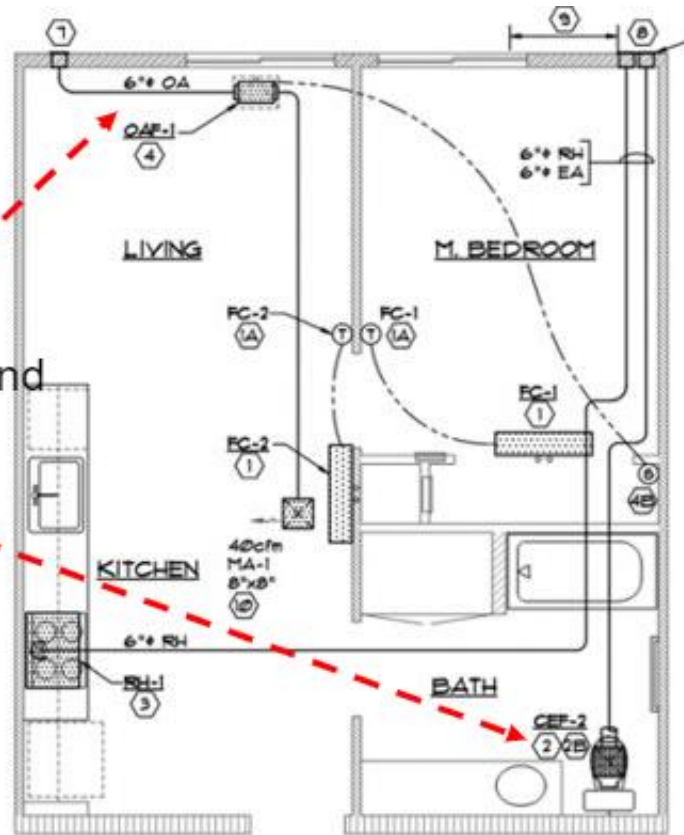 7
9
8
6"ϕ OA
OAF-1
4
6"ϕ RH
6"ϕ EA
LIVING
M. BEDROOM
FC-2
1A
T
T
FC-1
1A
nd
FC-1
1
FC-2
1
S
4B
KITCHEN
40cfm
MA-1
8"x8"
10
6"ϕ RH
RH-1
3
BATH
CEF-2
2
2B